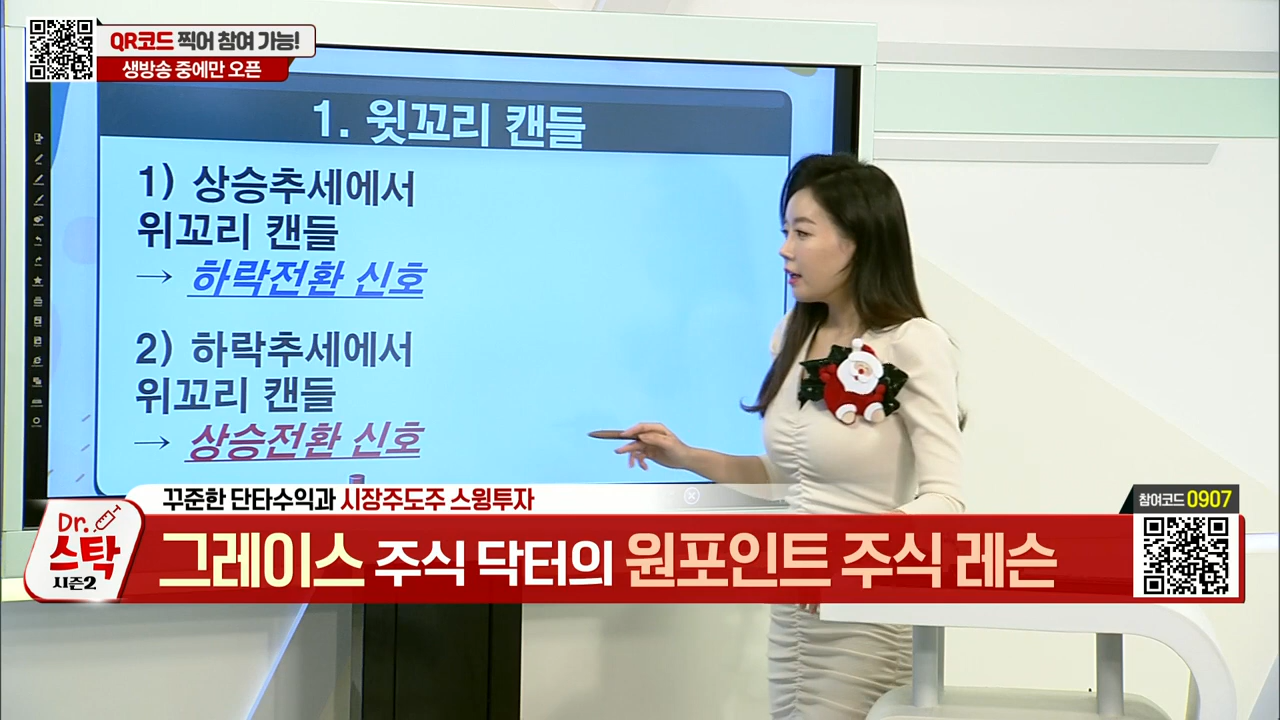 QR코드 찍어 참여 가능!
생방송 중에만 오픈
1. 윗꼬리 캔들
1) 상승추세에서
위꼬리 캔들
→ 하락전환 신호
2) 하락추세에서
위꼬리 캔들
→ 상승전환 신호
꾸준한 단타수익과 시장주도주 스윙투자
Dr.
스탁
시즌2
그레이스 주식 닥터의 원포인트 주식 레슨
참여코드 0907